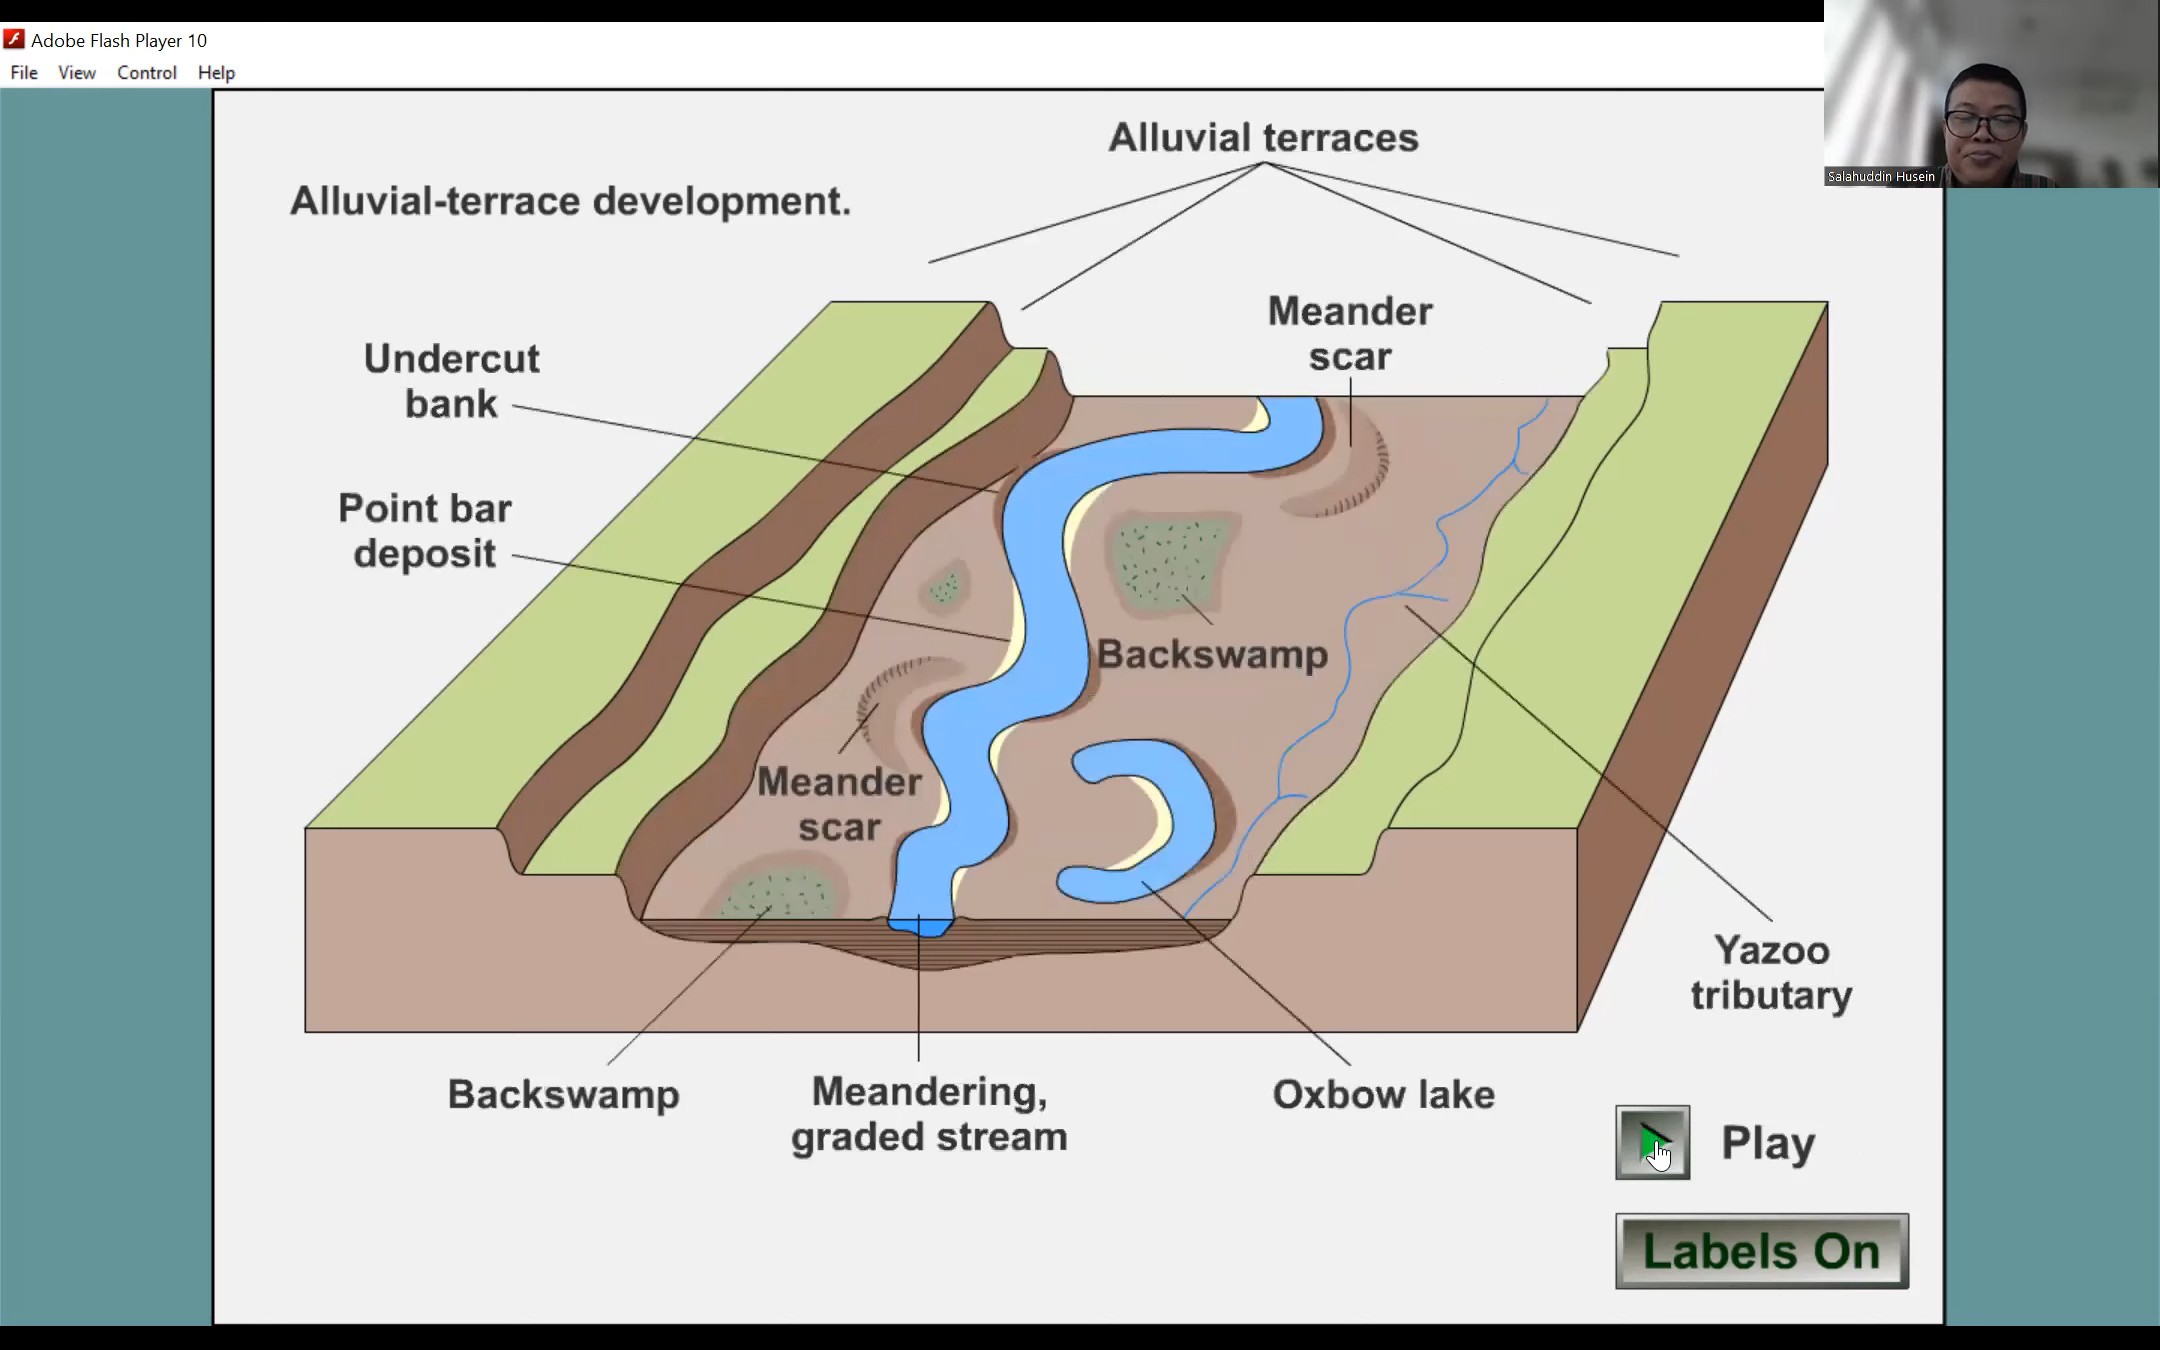 Adobe Flash Player 10
File View Control Help
Salahuddin Husein
Alluvial terraces
Alluvial-terrace development.
Meander
scar
Undercut
bank
Point bar
deposit
Backswamp
Meander
scar
Yazoo
tributary
Backswamp
Meandering,
graded stream
Oxbow lake
Play
Labels On